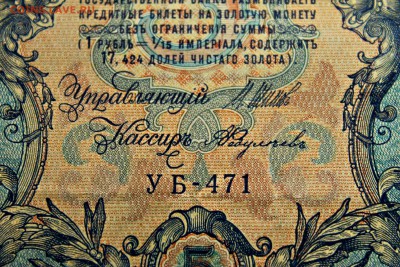 КРЕДИТНЫЕ БИЛЕТЫ НА ЗОЛОТУЮ МОНЕТУ
БЕЗЪ ОГРАНИЧЕНІЯ СУММЫ
(1 РУБЛЬ = 1/15 ИМПЕРІАЛА, СОДЕРЖИТЪ
17,424 ДОЛЕЙ ЧИСТАГО ЗОЛОТА)
Управляющій
Кассиръ
УБ-471
5